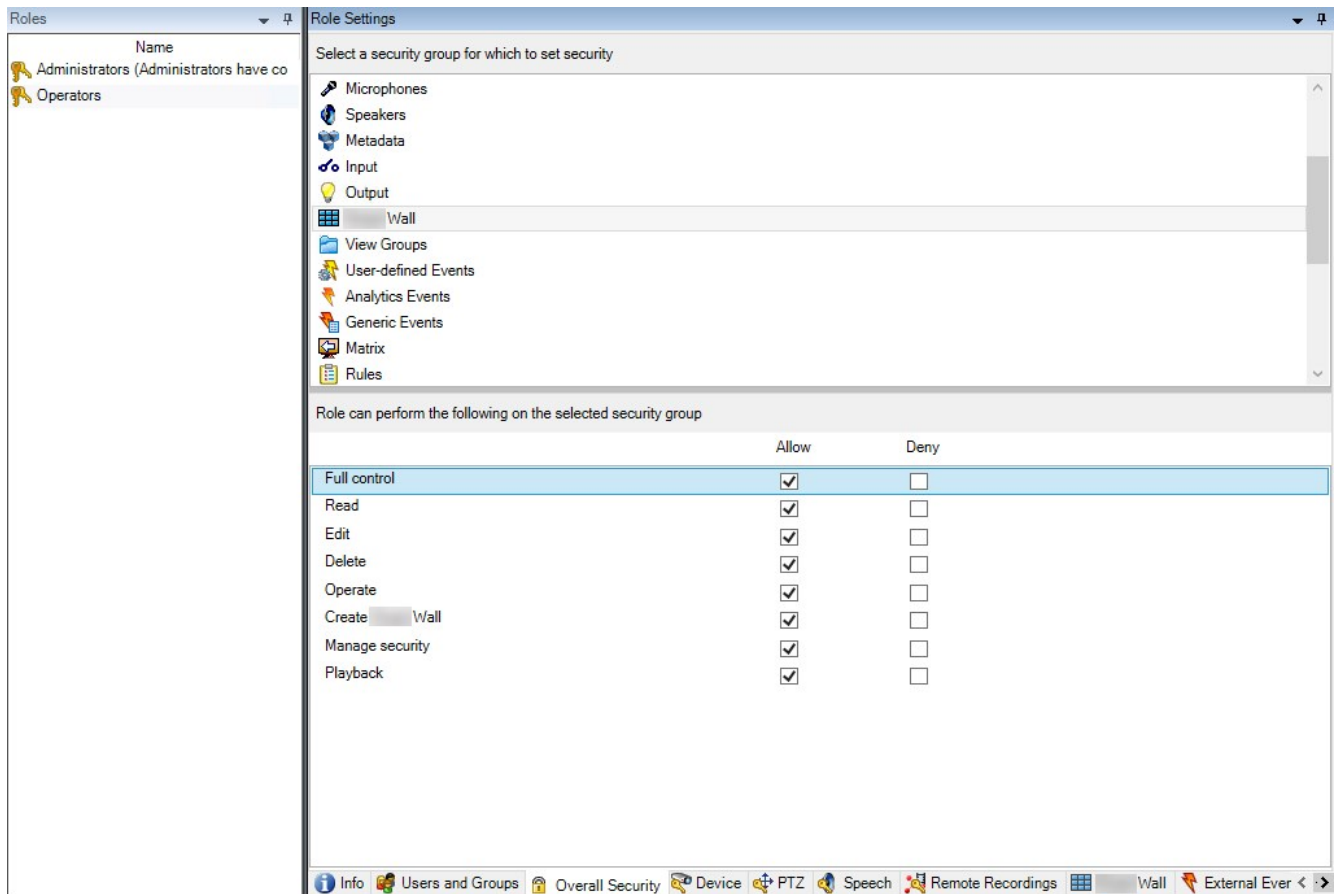 Roles
Name
Administrators (Administrators have co
Operators
Role Settings
Select a security group for which to set security
Microphones
Speakers
Metadata
Input
Output
Wall
View Groups
User-defined Events
Analytics Events
Generic Events
Matrix
Rules
Role can perform the following on the selected security group
Allow Deny
Full control
Read
Edit
Delete
Operate
Create Wall
Manage security
Playback
Info Users and Groups Overall Security Device PTZ Speech Remote Recordings Wall External Ever